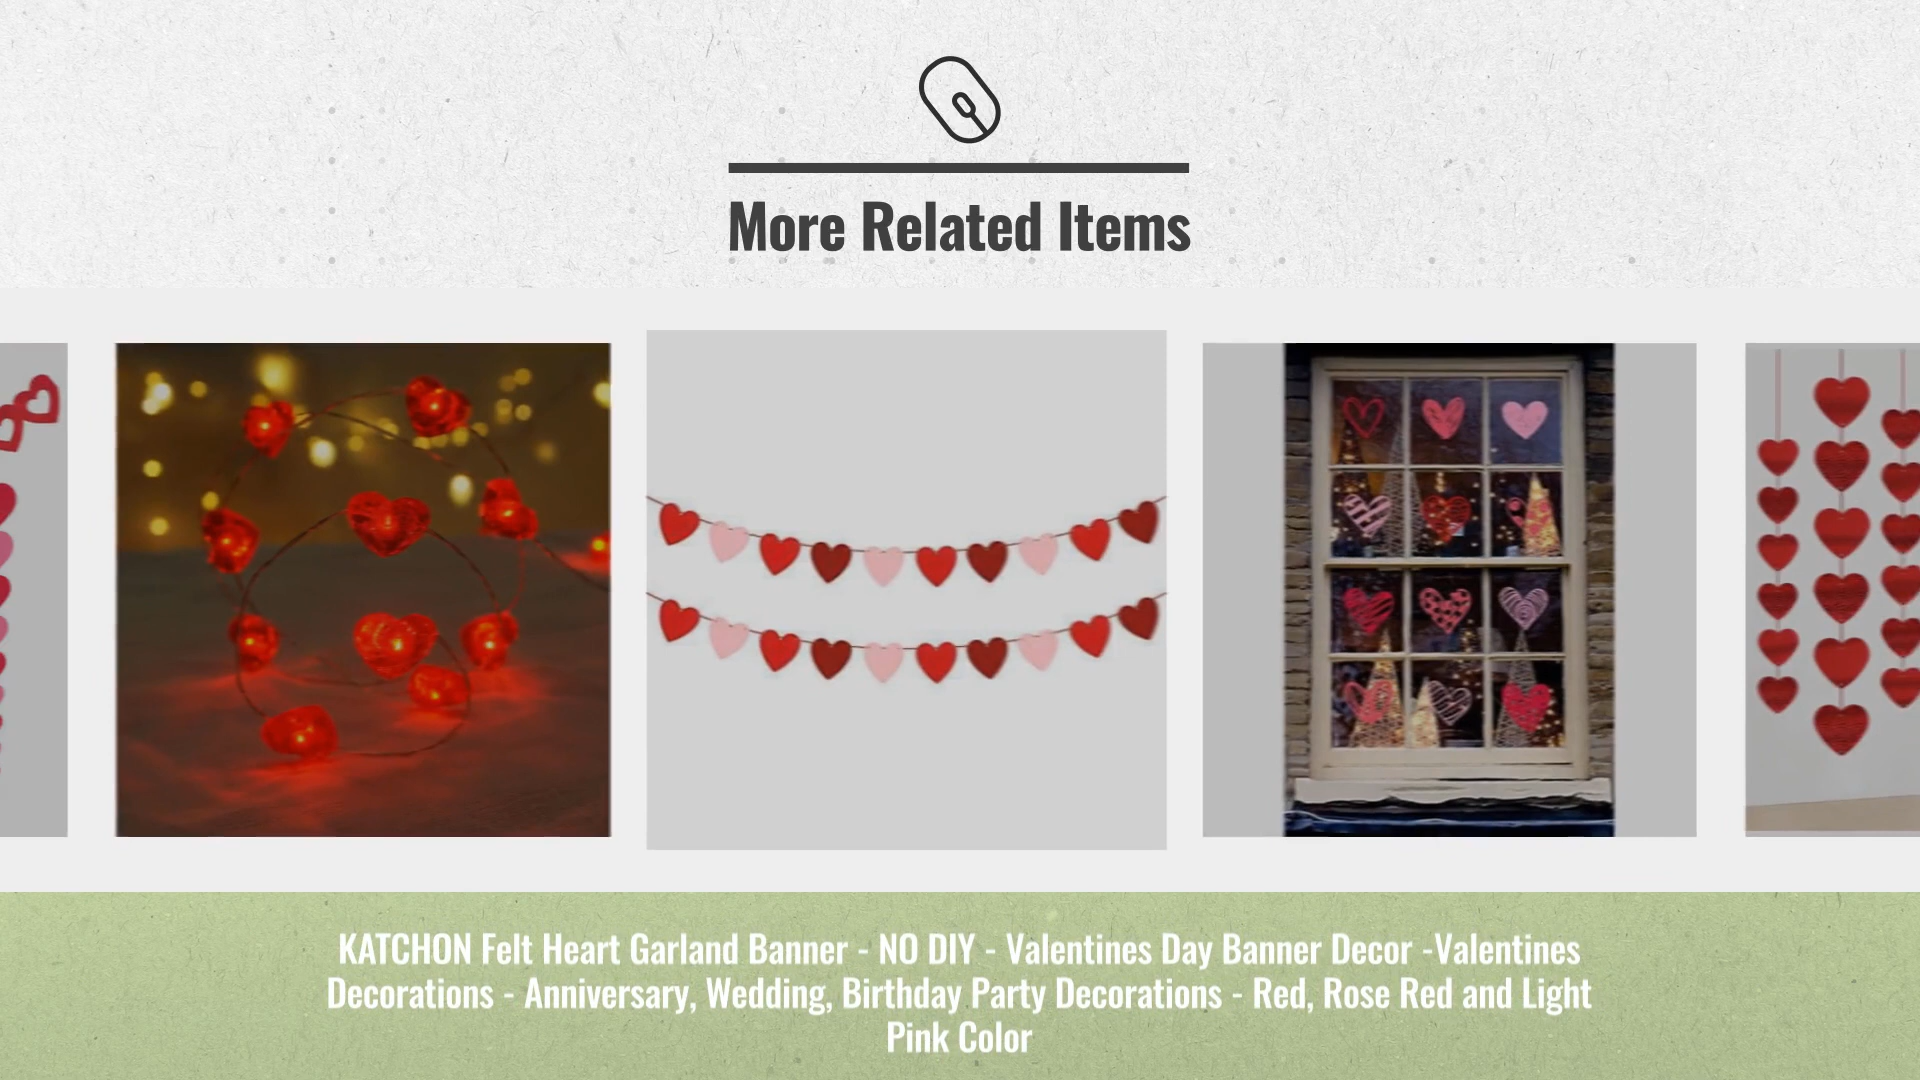 More Related Items
KATCHON Felt Heart Garland Banner - NO DIY - Valentines Day Banner Decor -Valentines
Decorations - Anniversary, Wedding, Birthday Party Decorations - Red, Rose Red and Light
Pink Color